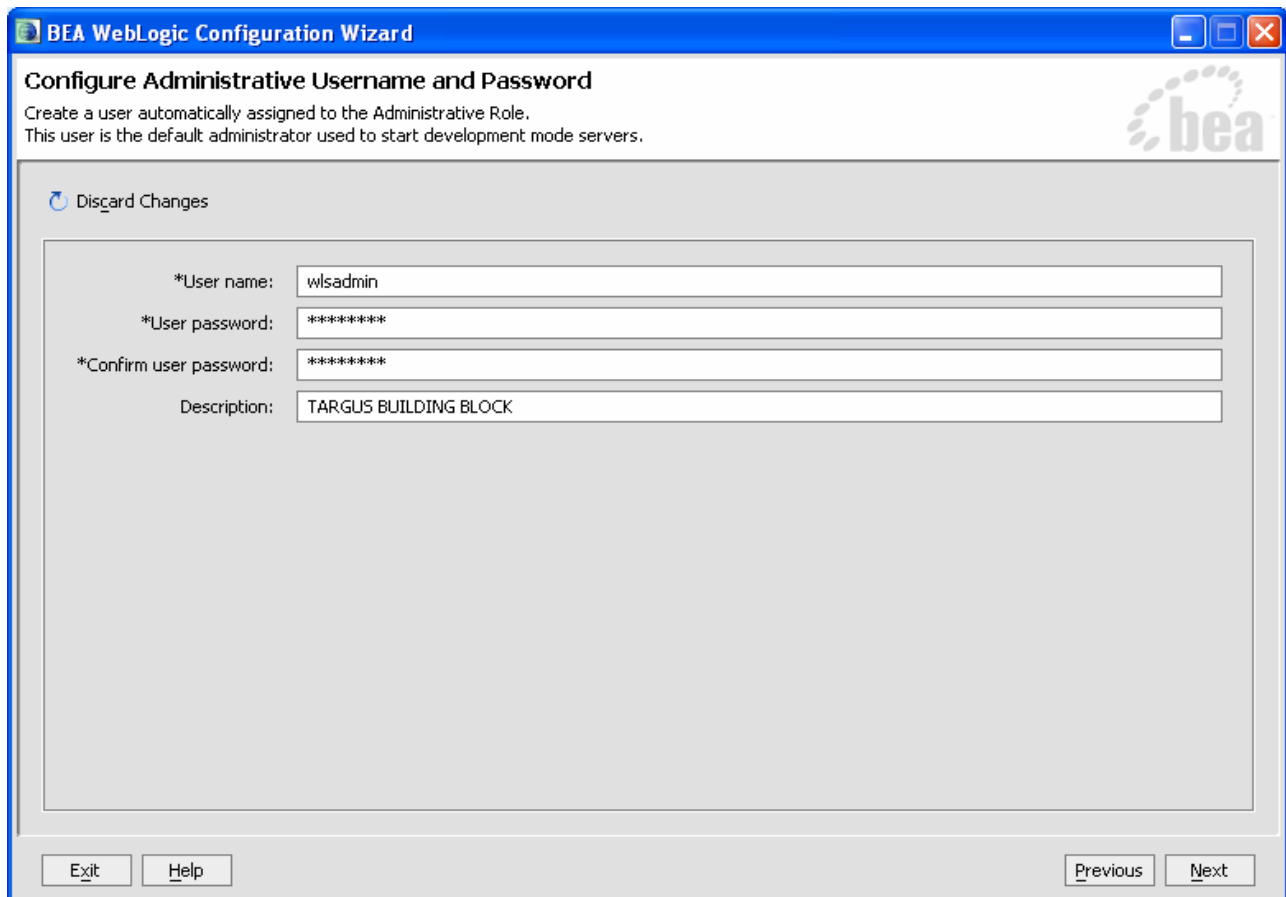 BEA WebLogic Configuration Wizard
Configure Administrative Username and Password
Create a user automatically assigned to the Administrative Role.
This user is the default administrator used to start development mode servers.
bea
Discard Changes
*User name: wlsadmin
*User password: ********
*Confirm user password: ********
Description: TARGUS BUILDING BLOCK
Exit Help Previous Next